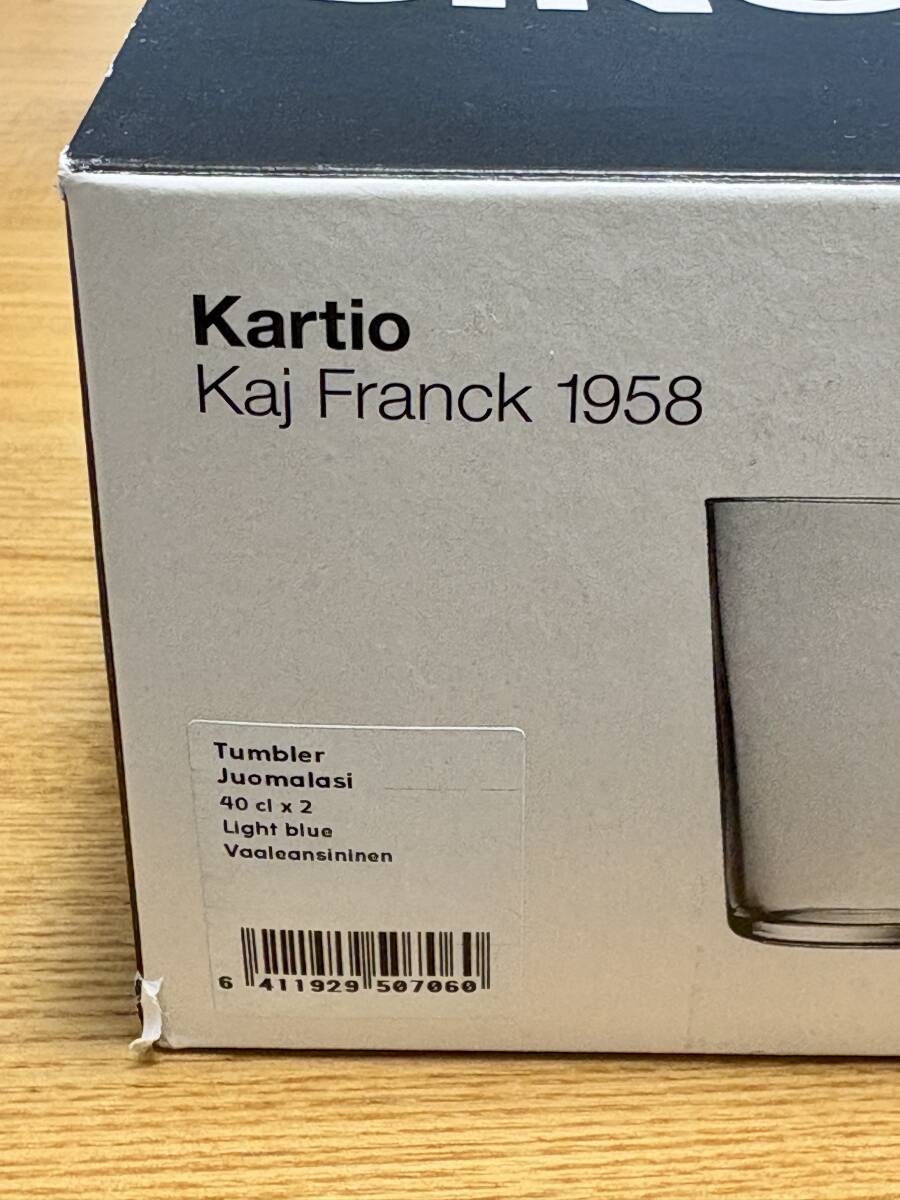 Kartio
Kaj Franck 1958
Tumbler
Juomalasi
40 cl x 2
Light blue
Vaaleansininen
6 411929 507060